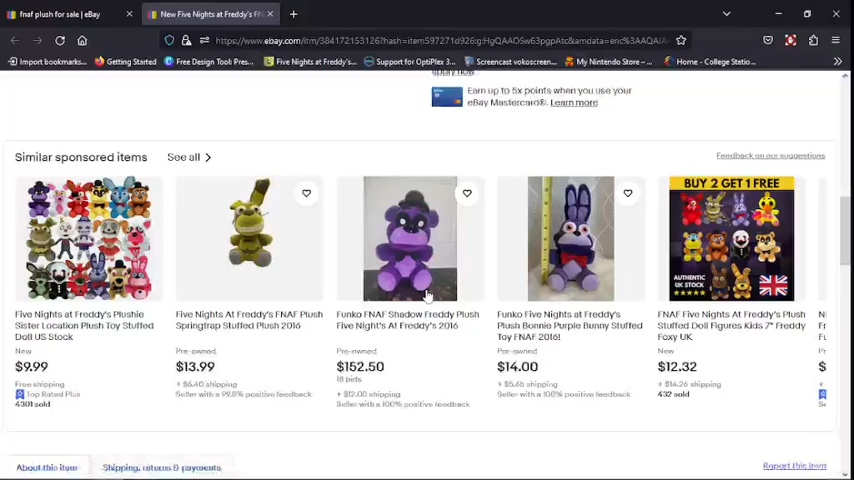 fnaf plush for sale | eBay
New Five Nights at Freddy's FN
https://www.ebay.com/itm/384172153126?hash=item597271d926:g:HgQAAOSw63pgpAtc&amdata=enc%3AAQAIA
Import bookmarks...
Getting Started
Free Design Tool: Pres...
Five Nights at Freddy's...
Support for OptiPlex 3...
Screencast vokoscreen...
My Nintendo Store – ...
Home - College Statio...
eplay now
Earn up to 5x points when you use your
eBay Mastercard®. Learn more
Similar sponsored items
See all
Feedback on our suggestions
BUY 2 GET 1 FREE
AUTHENTIC
UK STOCK
Five Nights at Freddy's Plushie
Sister Location Plush Toy Stuffed
Doll US Stock
New
$9.99
Free shipping
Top Rated Plus
4301 sold
Five Nights At Freddy's FNAF Plush
Springtrap Stuffed Plush 2016
Pre-owned
$13.99
+ $6.40 shipping
Seller with a 99.8% positive feedback
Funko FNAF Shadow Freddy Plush
Five Night's At Freddy's 2016
Pre-owned
$152.50
18 bids
+ $12.00 shipping
Seller with a 100% positive feedback
Funko Five Nights at Freddy's
Plush Bonnie Purple Bunny Stuffed
Toy FNAF 2016!
Pre-owned
$14.00
+ $5.65 shipping
Seller with a 100% positive feedback
FNAF Five Nights at Freddy's Plush
Stuffed Doll Figures Kids 7" Freddy
Foxy UK
New
$12.32
+ $14.26 shipping
432 sold
About this item
Shipping, returns & payments
Report this item